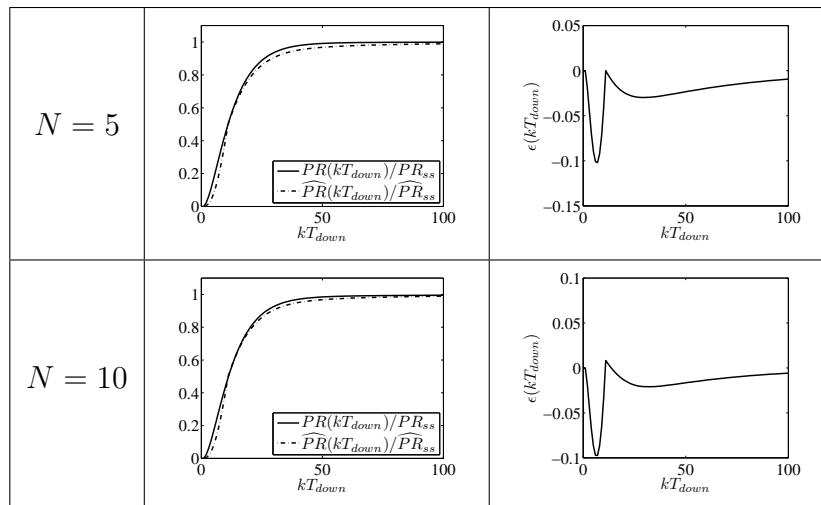 N = 5
1
0.8
0.6
0.4
0.2
0
0
50
100
kT_down
PR(kT_down)/PR_ss
\widehat{PR}(kT_down)/\widehat{PR}_ss
0.05
0
−0.05
−0.1
−0.15
0
50
100
kT_down
ϵ(kT_down)
N = 10
1
0.8
0.6
0.4
0.2
0
0
50
100
kT_down
PR(kT_down)/PR_ss
\widehat{PR}(kT_down)/\widehat{PR}_ss
0.1
0.05
0
−0.05
−0.1
0
50
100
kT_down
ϵ(kT_down)